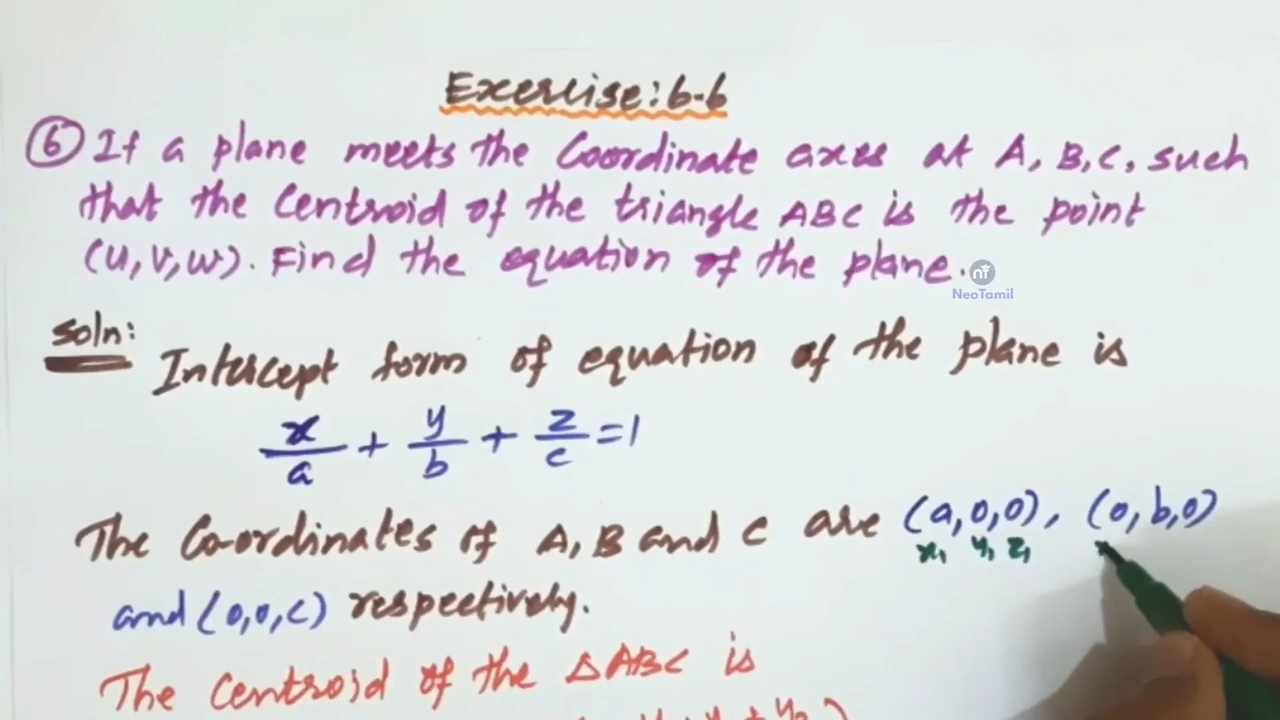 Exercise: 6.6
⑥ If a plane meets the Coordinate axes at A, B, C, such
that the Centroid of the triangle ABC is the point
(u, v, w). Find the equation of the plane.
NeoTamil
Soln:
Intercept form of equation of the plane is
x/a + y/b + z/c = 1
The Co-ordinates of A, B and C are (a, 0, 0), (0, b, 0)
x₁ y₁ z₁
and (0, 0, c) respectively.
The Centroid of the ΔABC is